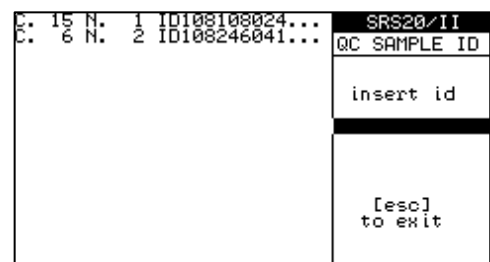 C. 15 N. 1 ID108108024...
C. 6 N. 2 ID108246041...
SRS20/II
QC SAMPLE ID
insert id
[esc]
to exit